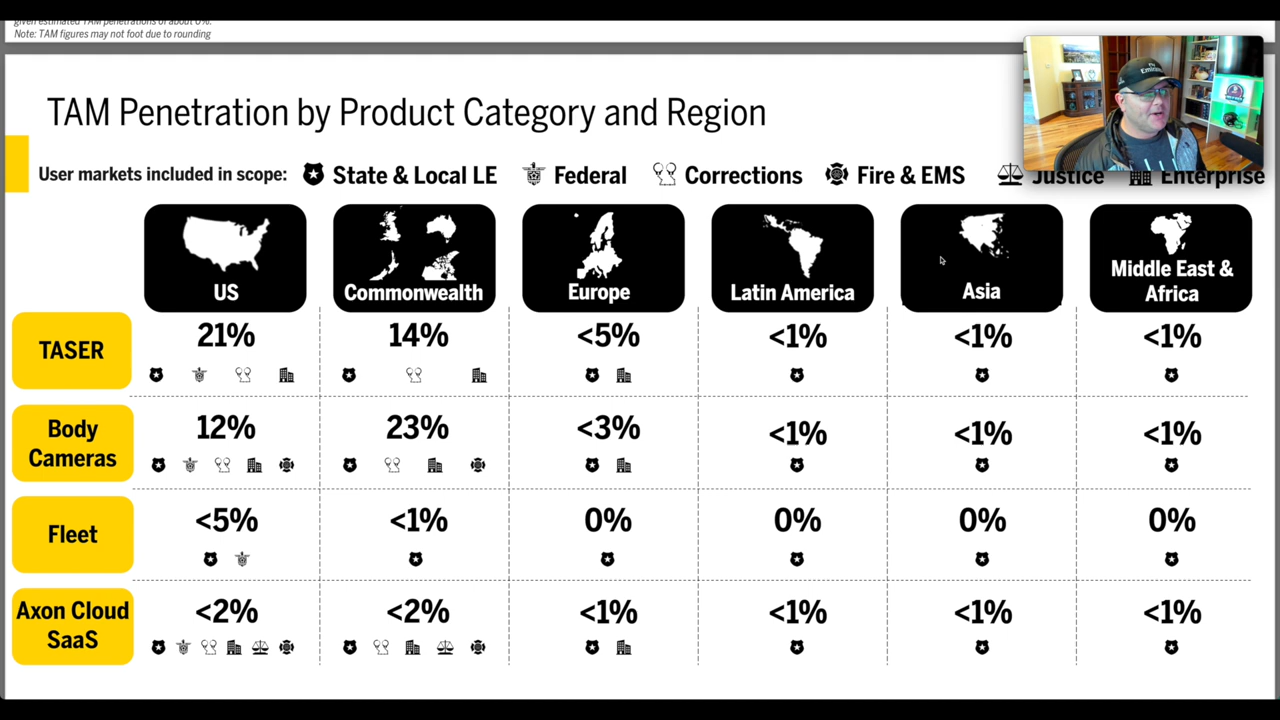 given estimated TAM penetrations of about 0%.
Note: TAM figures may not foot due to rounding
TAM Penetration by Product Category and Region
User markets included in scope: State & Local LE Federal Corrections Fire & EMS Justice Enterprise
US Commonwealth Europe Latin America Asia Middle East & Africa
TASER 21% 14% <5% <1% <1% <1%
Body Cameras 12% 23% <3% <1% <1% <1%
Fleet <5% <1% 0% 0% 0% 0%
Axon Cloud SaaS <2% <2% <1% <1% <1% <1%